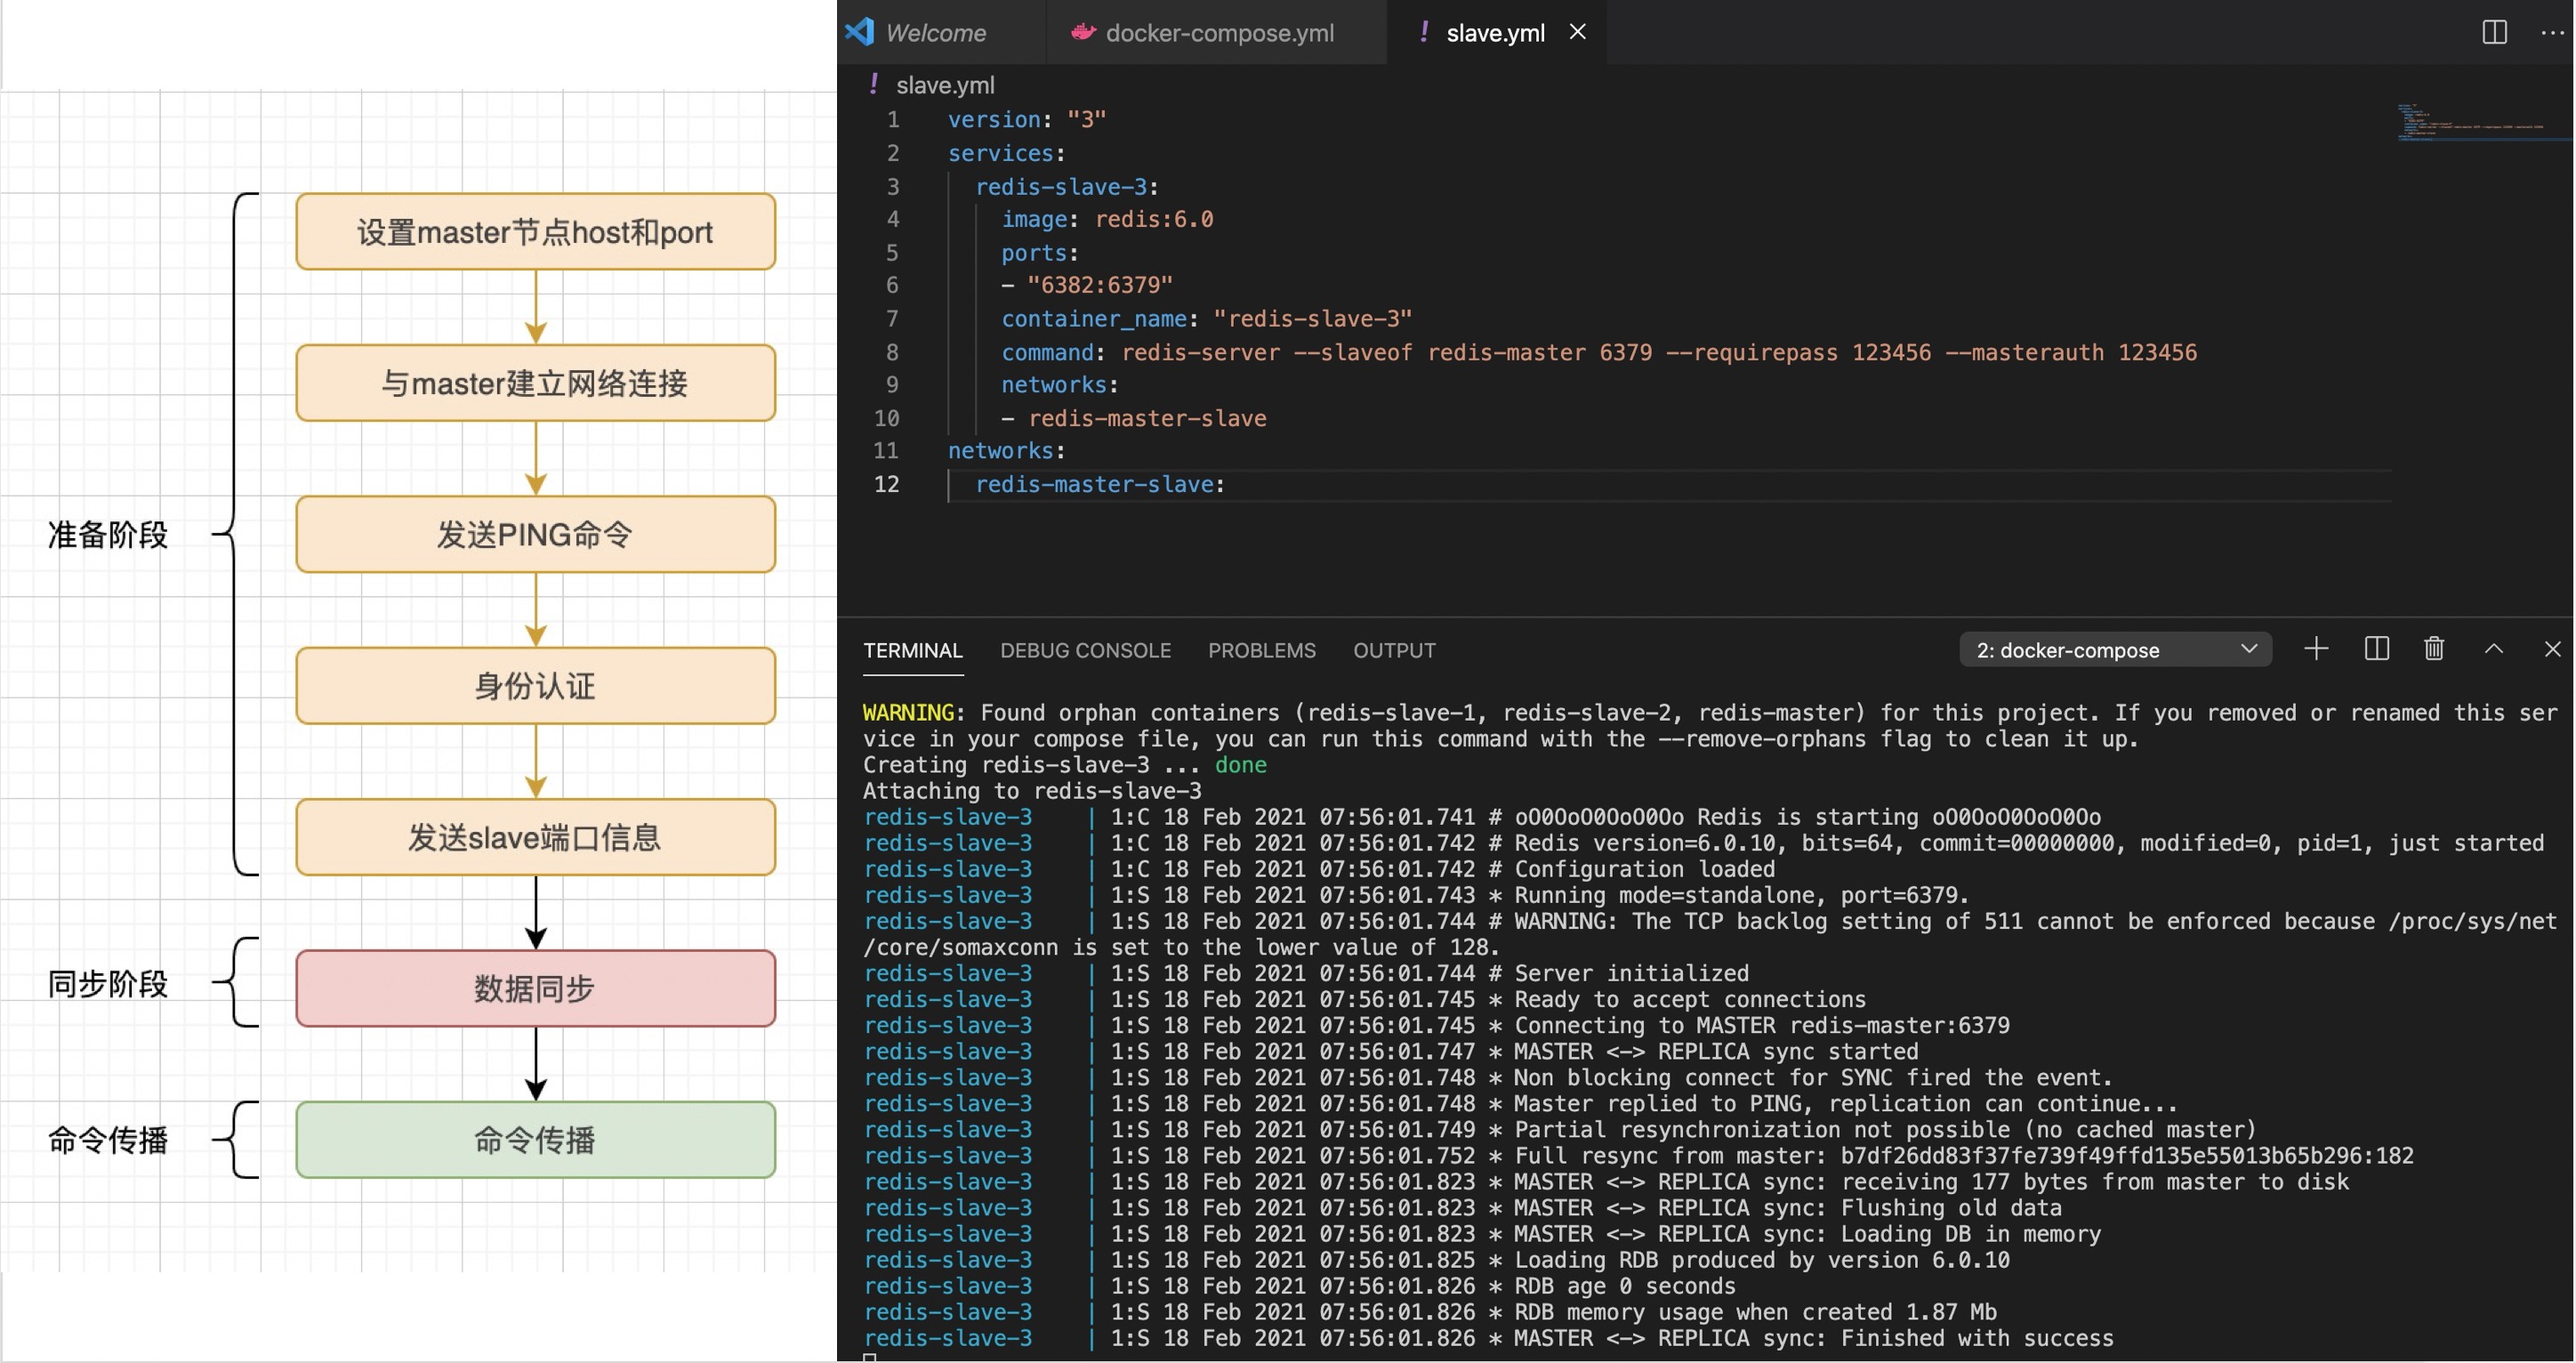 设置master节点host和port
与master建立网络连接
发送PING命令
准备阶段
身份认证
发送slave端口信息
同步阶段
数据同步
命令传播
命令传播
Welcome
docker-compose.yml
! slave.yml
! slave.yml
1 version: "3"
2 services:
3 redis-slave-3:
4 image: redis:6.0
5 ports:
6 - "6382:6379"
7 container_name: "redis-slave-3"
8 command: redis-server --slaveof redis-master 6379 --requirepass 123456 --masterauth 123456
9 networks:
10 - redis-master-slave
11 networks:
12 redis-master-slave:
TERMINAL DEBUG CONSOLE PROBLEMS OUTPUT 2: docker-compose
WARNING: Found orphan containers (redis-slave-1, redis-slave-2, redis-master) for this project. If you removed or renamed this ser
vice in your compose file, you can run this command with the --remove-orphans flag to clean it up.
Creating redis-slave-3 ... done
Attaching to redis-slave-3
redis-slave-3 | 1:C 18 Feb 2021 07:56:01.741 # oO0OoO0OoO0Oo Redis is starting oO0OoO0OoO0Oo
redis-slave-3 | 1:C 18 Feb 2021 07:56:01.742 # Redis version=6.0.10, bits=64, commit=00000000, modified=0, pid=1, just started
redis-slave-3 | 1:C 18 Feb 2021 07:56:01.742 # Configuration loaded
redis-slave-3 | 1:S 18 Feb 2021 07:56:01.743 * Running mode=standalone, port=6379.
redis-slave-3 | 1:S 18 Feb 2021 07:56:01.744 # WARNING: The TCP backlog setting of 511 cannot be enforced because /proc/sys/net
/core/somaxconn is set to the lower value of 128.
redis-slave-3 | 1:S 18 Feb 2021 07:56:01.744 # Server initialized
redis-slave-3 | 1:S 18 Feb 2021 07:56:01.745 * Ready to accept connections
redis-slave-3 | 1:S 18 Feb 2021 07:56:01.745 * Connecting to MASTER redis-master:6379
redis-slave-3 | 1:S 18 Feb 2021 07:56:01.747 * MASTER <-> REPLICA sync started
redis-slave-3 | 1:S 18 Feb 2021 07:56:01.748 * Non blocking connect for SYNC fired the event.
redis-slave-3 | 1:S 18 Feb 2021 07:56:01.748 * Master replied to PING, replication can continue...
redis-slave-3 | 1:S 18 Feb 2021 07:56:01.749 * Partial resynchronization not possible (no cached master)
redis-slave-3 | 1:S 18 Feb 2021 07:56:01.752 * Full resync from master: b7df26dd83f37fe739f49ffd135e55013b65b296:182
redis-slave-3 | 1:S 18 Feb 2021 07:56:01.823 * MASTER <-> REPLICA sync: receiving 177 bytes from master to disk
redis-slave-3 | 1:S 18 Feb 2021 07:56:01.823 * MASTER <-> REPLICA sync: Flushing old data
redis-slave-3 | 1:S 18 Feb 2021 07:56:01.823 * MASTER <-> REPLICA sync: Loading DB in memory
redis-slave-3 | 1:S 18 Feb 2021 07:56:01.825 * Loading RDB produced by version 6.0.10
redis-slave-3 | 1:S 18 Feb 2021 07:56:01.826 * RDB age 0 seconds
redis-slave-3 | 1:S 18 Feb 2021 07:56:01.826 * RDB memory usage when created 1.87 Mb
redis-slave-3 | 1:S 18 Feb 2021 07:56:01.826 * MASTER <-> REPLICA sync: Finished with success